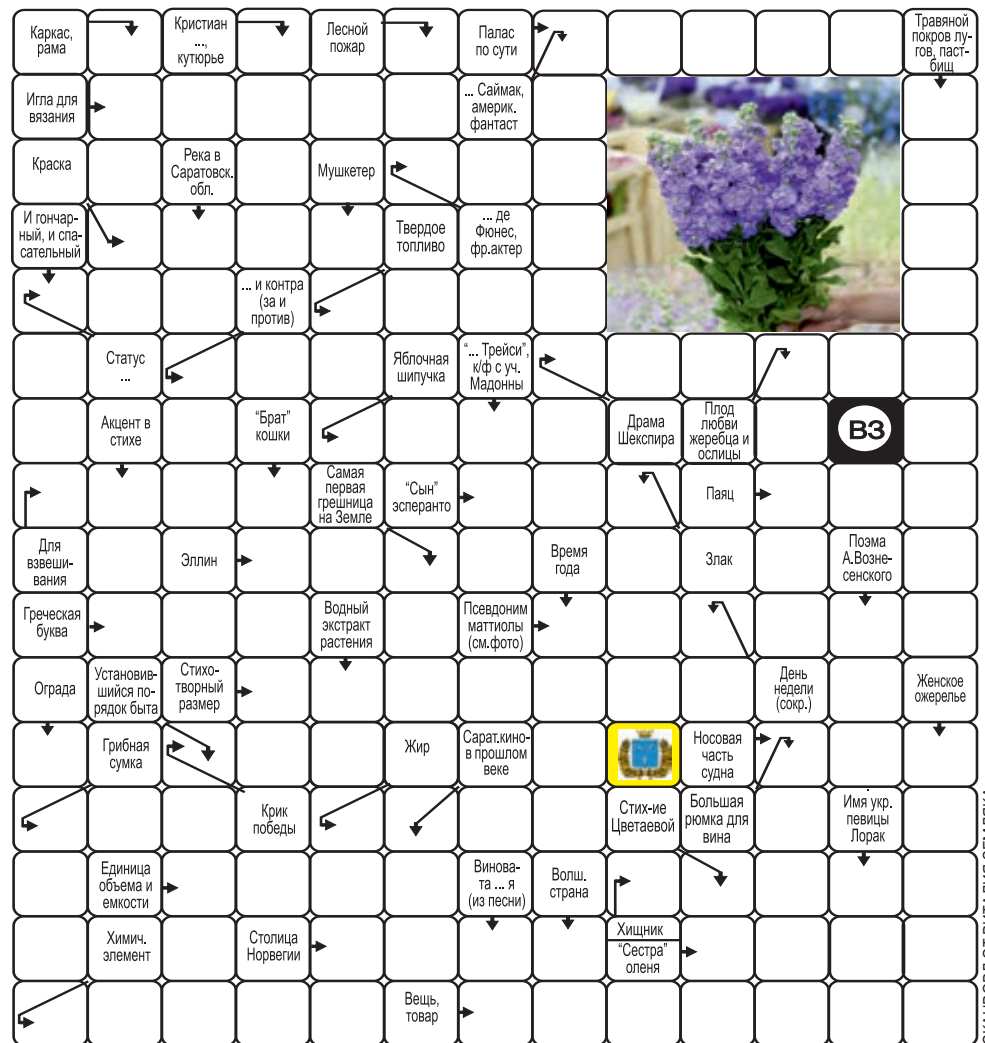 Каркас,
рама
Кристиан
...,
кутюрье
Лесной
пожар
Палас
по сути
Травяной
покров лу-
гов, паст-
бищ
Игла для
вязания
... Саймак,
америк.
фантаст
Краска
Река в
Саратовск.
обл.
Мушкетер
И гончар-
ный, и спа-
сательный
Твердое
топливо
... де
Фюнес,
фр.актер
... и контра
(за и
против)
Статус
...
Яблочная
шипучка
"... Трейси",
к/ф с уч.
Мадонны
Акцент в
стихе
"Брат"
кошки
Драма
Шекспира
Плод
любви
жеребца и
ослицы
ВЗ
Самая
первая
грешница
на Земле
"Сын"
эсперанто
Паяц
Для
взвеши-
вания
Эллин
Время
года
Злак
Поэма
А.Возне-
сенского
Греческая
буква
Водный
экстракт
растения
Псевдоним
маттиолы
(см.фото)
Ограда
Установив-
шийся по-
рядок быта
Стихо-
творный
размер
День
недели
(сокр.)
Женское
ожерелье
Грибная
сумка
Жир
Сарат.кино-
в прошлом
веке
Носовая
часть
судна
Крик
победы
Стих-ие
Цветаевой
Большая
рюмка для
вина
Имя укр.
певицы
Лорак
Единица
объема и
емкости
Винова-
та ... я
(из песни)
Волш.
страна
Химич.
элемент
Столица
Норвегии
Хищник
"Сестра"
оленя
Вещь,
товар